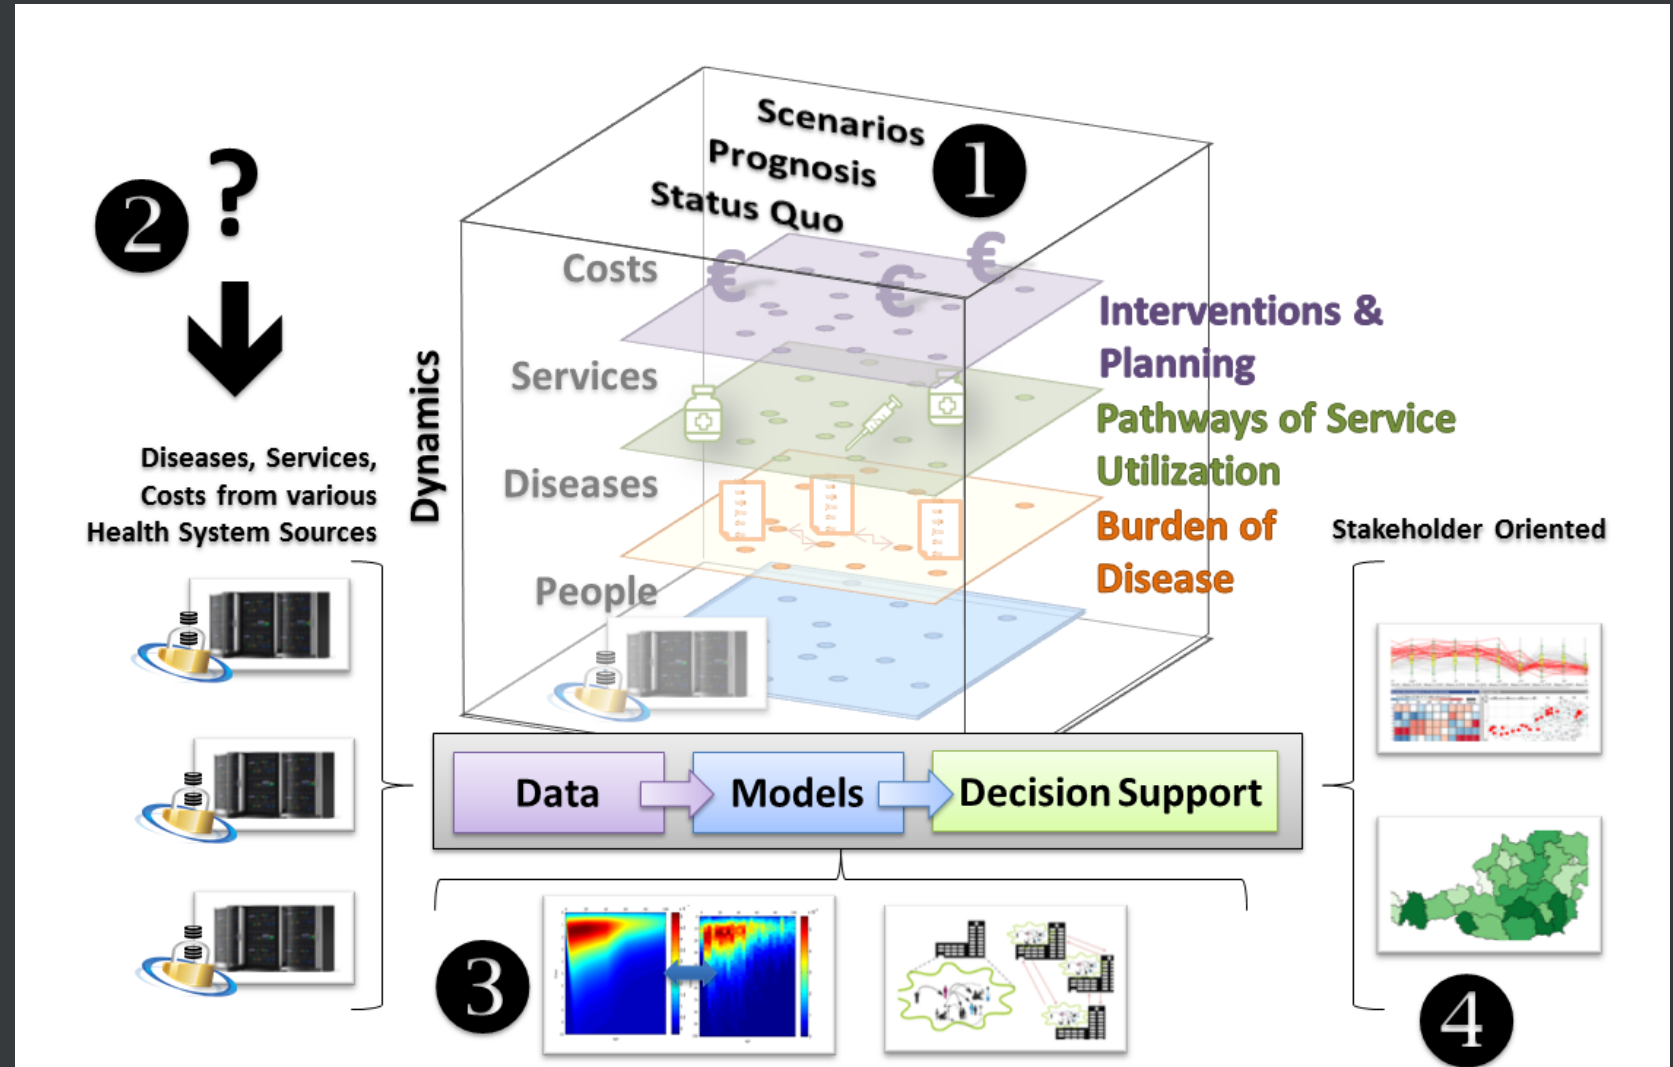 Scenarios
Prognosis
Status Quo
1
2
?
Costs
Services
Diseases
People
Dynamics
€
€
€
Interventions &
Planning
Pathways of Service
Utilization
Burden of
Disease
Diseases, Services,
Costs from various
Health System Sources
Stakeholder Oriented
Data
Models
Decision Support
3
4